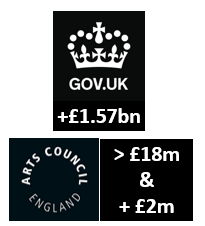 GOV.UK
+£1.57bn
ARTS COUNCIL
ENGLAND
> £18m
&
+ £2m